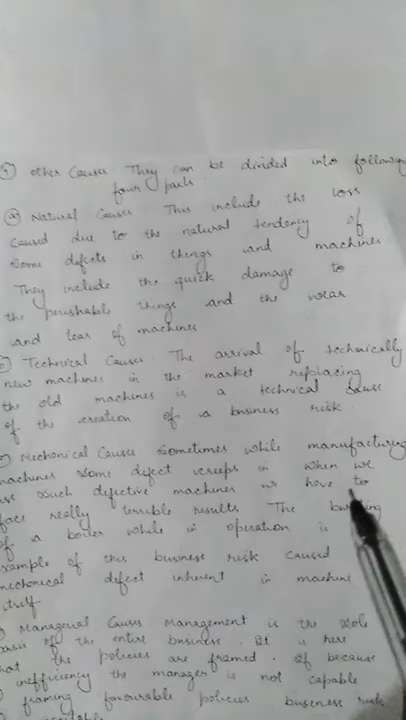 ④ Other Causes They can be divided into following
four parts.
ⓐ Natural Causes This include the loss
caused due to the natural tendency of
some defects in things and machines
They include the quick damage to
the perishable things and the wear
and tear of machines
Technical Causes The arrival of technically
new machines in the market replacing
the old machines is a technical cause
of the creation of a business risk.
Mechanical Causes Sometimes while manufacturing
machines some defect creeps in when we
use such defective machines we have to
face really terrible results The
of a boiler while in operation is
example of this business risk caused
mechanical defect inherent in machine
itself
Managerial Causes Management is the sole
basis of the entire business. It is here
that the policies are framed. If because
inefficiency the manager is not capable
framing favourable policies business risk